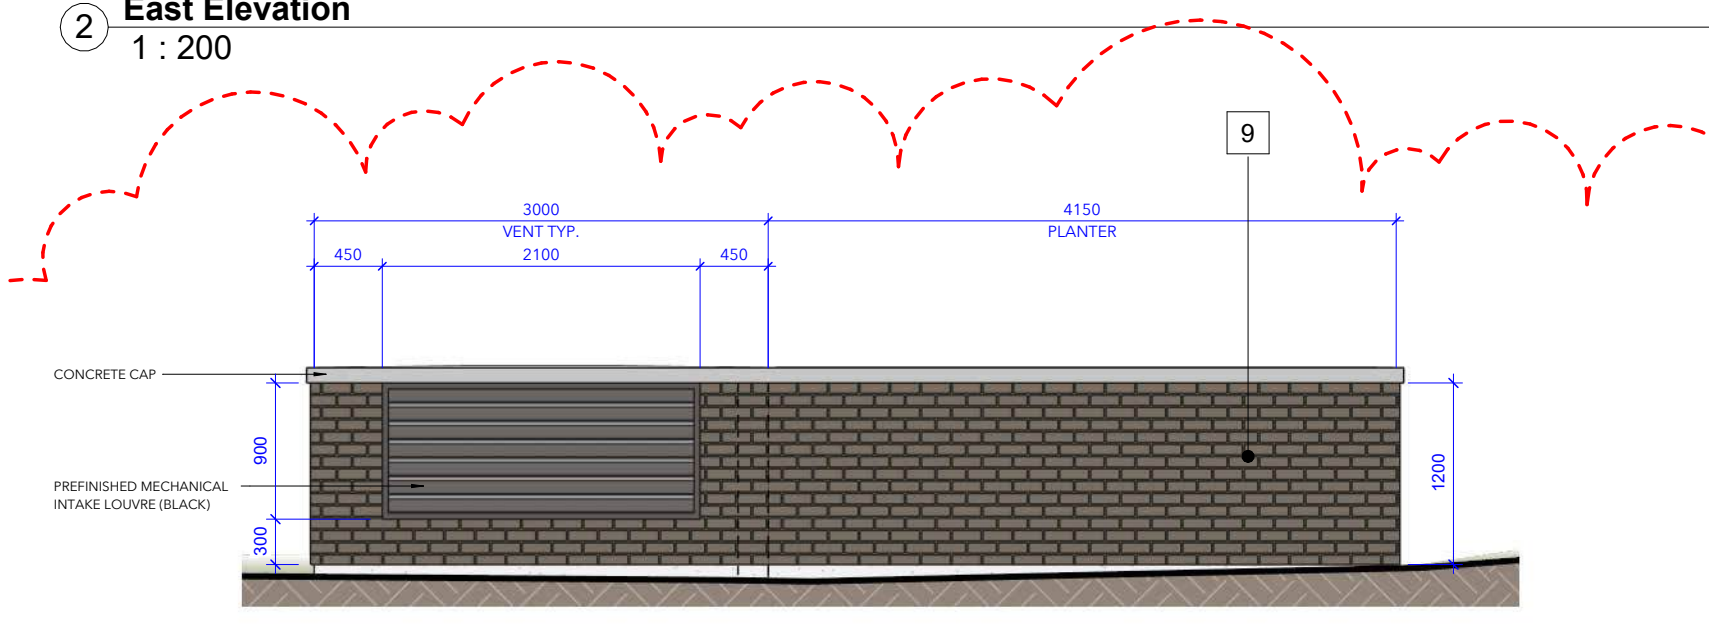 2 East Elevation
1 : 200
9
3000
4150
VENT TYP.
PLANTER
450
2100
450
CONCRETE CAP
900
1200
PREFINISHED MECHANICAL
INTAKE LOUVRE (BLACK)
300